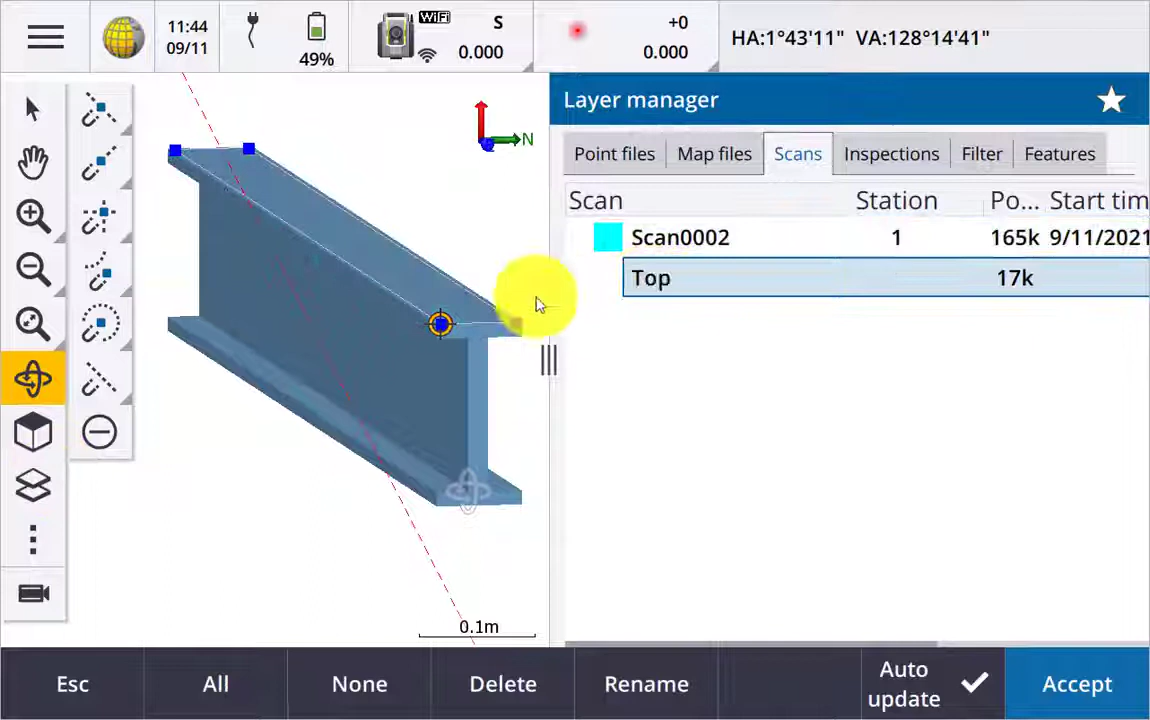 11:44
09/11
49%
WiFi
S
0.000
+0
0.000
HA:1°43'11" VA:128°14'41"
N
0.1m
Layer manager
Point files Map files Scans Inspections Filter Features
Scan Station Po... Start tim
Scan0002 1 165k 9/11/2021
Top 17k
Esc All None Delete Rename Auto update Accept